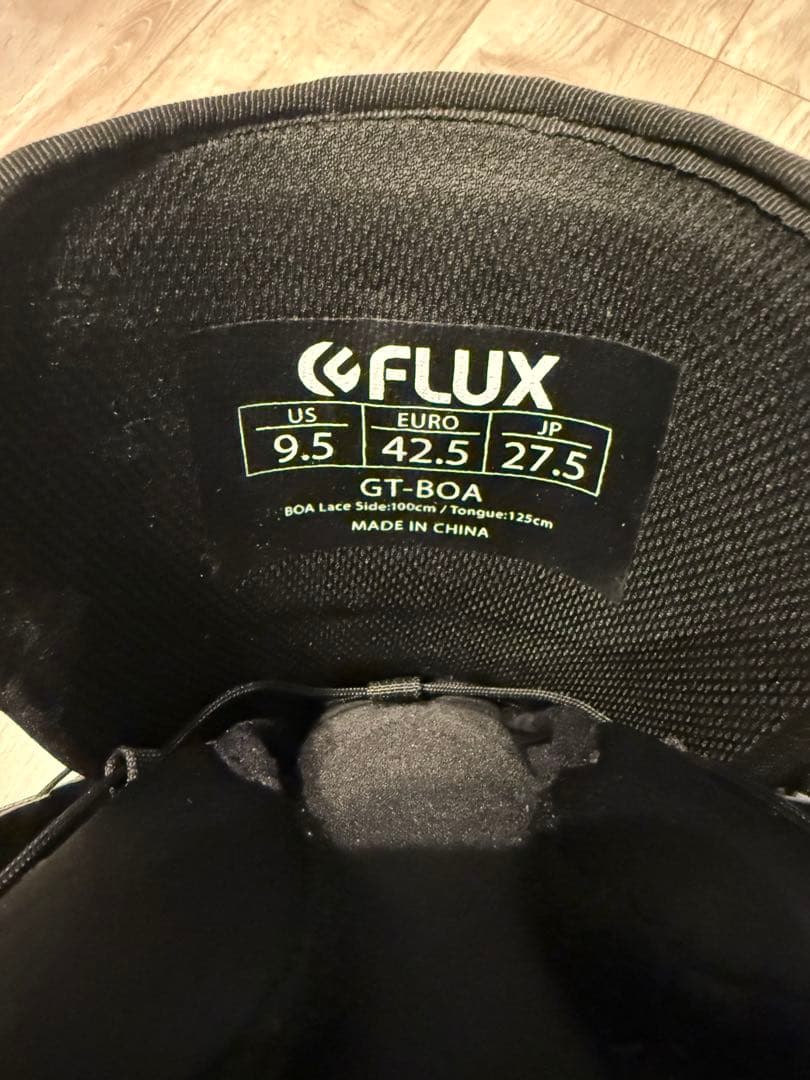 FLUX
US EURO JP
9.5 42.5 27.5
GT-BOA
BOA Lace Side:100cm / Tongue:125cm
MADE IN CHINA